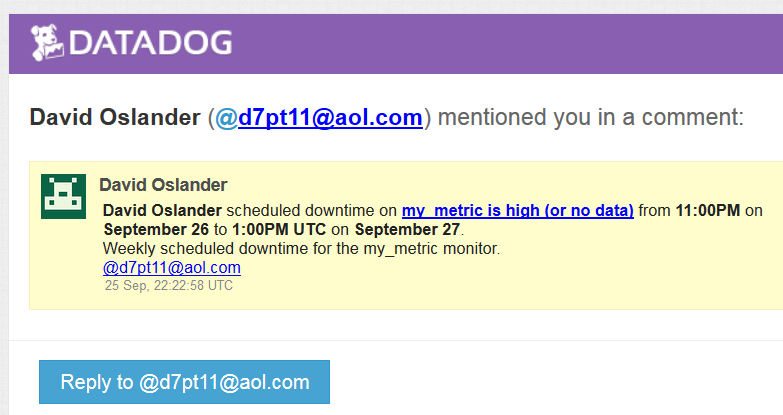 DATADOG
David Oslander (@d7pt11@aol.com) mentioned you in a comment:
David Oslander
David Oslander scheduled downtime on my_metric is high (or no data) from 11:00PM on
September 26 to 1:00PM UTC on September 27.
Weekly scheduled downtime for the my_metric monitor.
@d7pt11@aol.com
25 Sep, 22:22:58 UTC
Reply to @d7pt11@aol.com